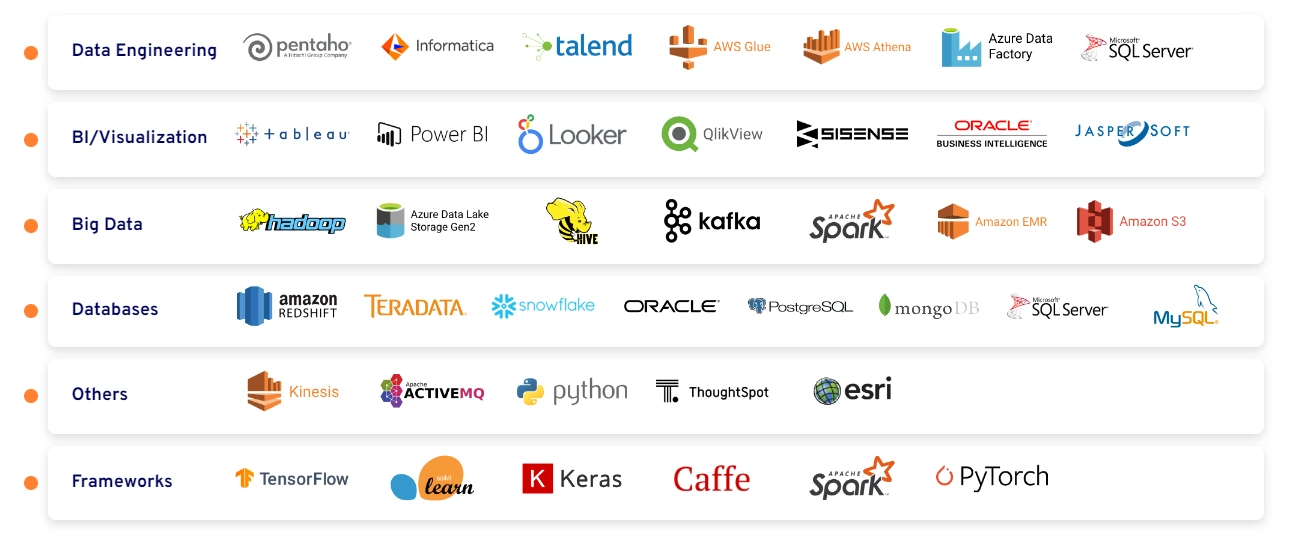 Data Engineering
pentaho
A Hitachi Group Company
Informatica
talend
AWS Glue
AWS Athena
Azure Data
Factory
Microsoft
SQL Server
BI/Visualization
+ableau
Power BI
Looker
QlikView
SISENSE
ORACLE
BUSINESS INTELLIGENCE
JASPERSOFT
Big Data
hadoop
Azure Data Lake
Storage Gen2
HIVE
kafka
APACHE
Spark
Amazon EMR
Amazon S3
Databases
amazon
REDSHIFT
TERADATA
snowflake
ORACLE
PostgreSQL
mongoDB
Microsoft
SQL Server
MySQL
Others
Kinesis
Apache
ACTIVEMQ
python
ThoughtSpot
esri
Frameworks
TensorFlow
scikit
learn
K Keras
Caffe
APACHE
Spark
PyTorch